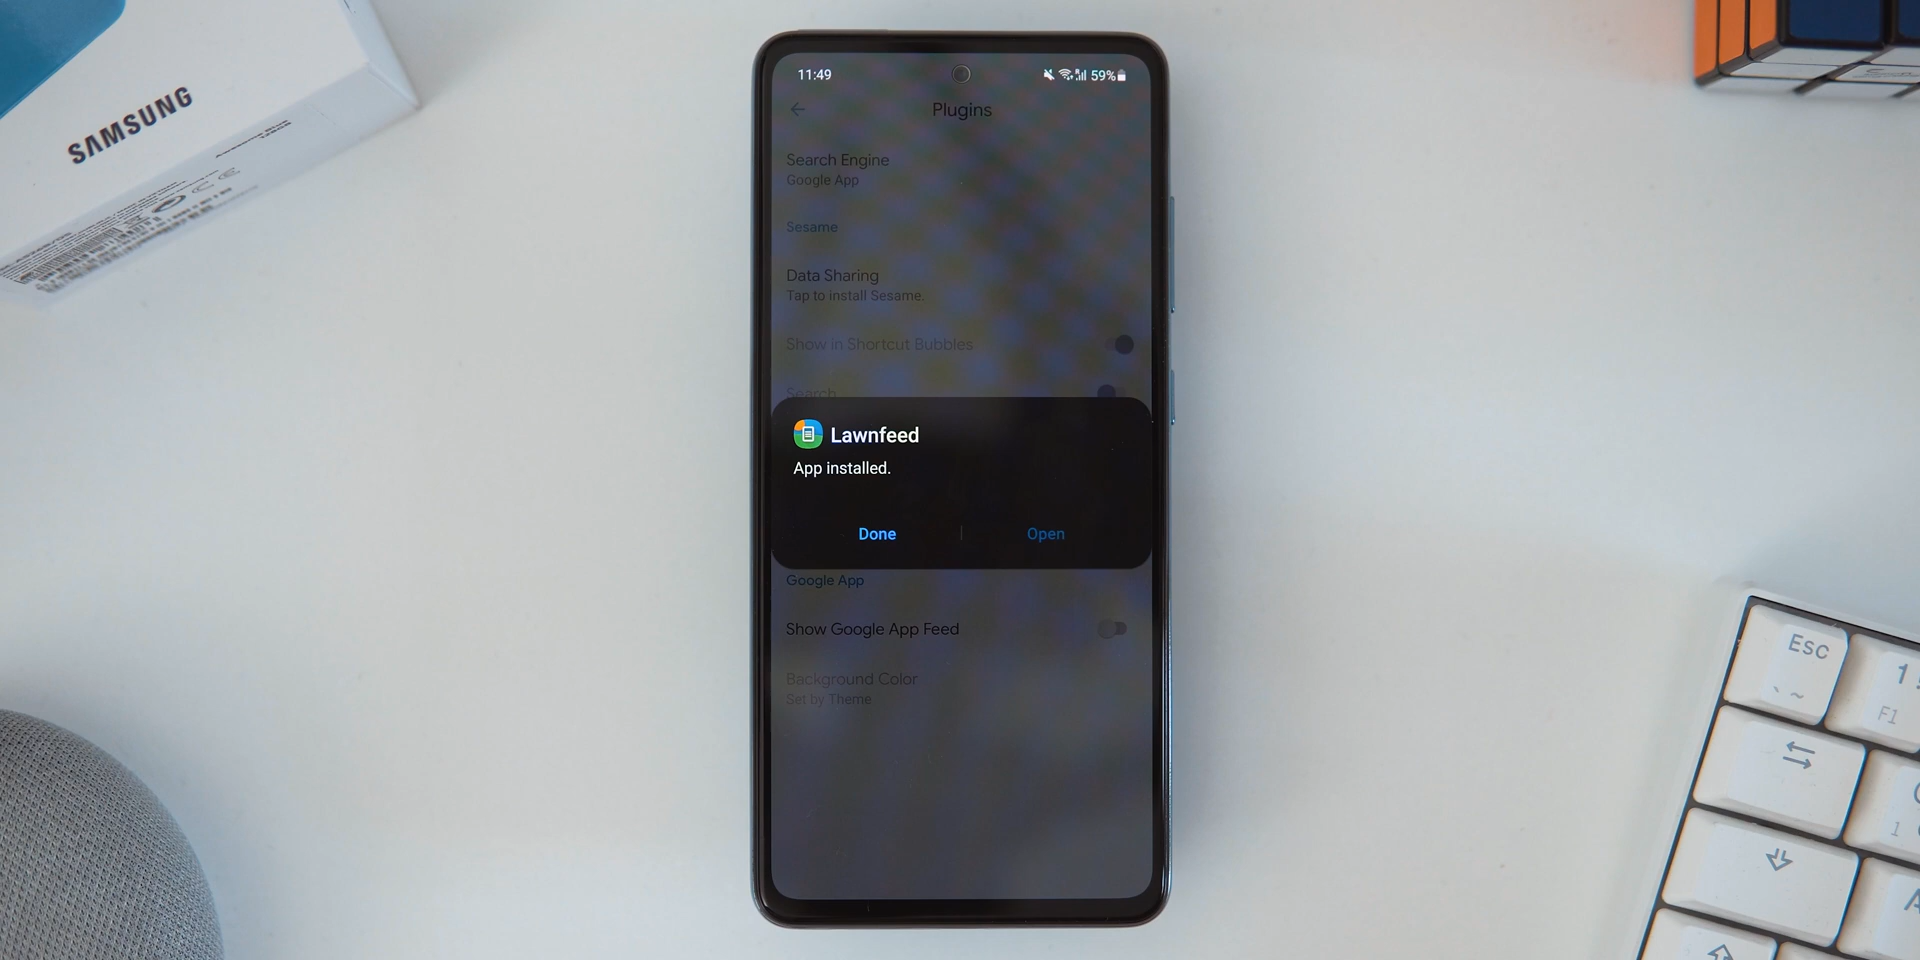 SAMSUNG
11:49
59%
Plugins
Search Engine
Google App
Sesame
Data Sharing
Tap to install Sesame.
Show in Shortcut Bubbles
Search
Lawnfeed
App installed.
Done | Open
Google App
Show Google App Feed
Background Color
Set by Theme
Esc
` ~
1 !
F1
1
A